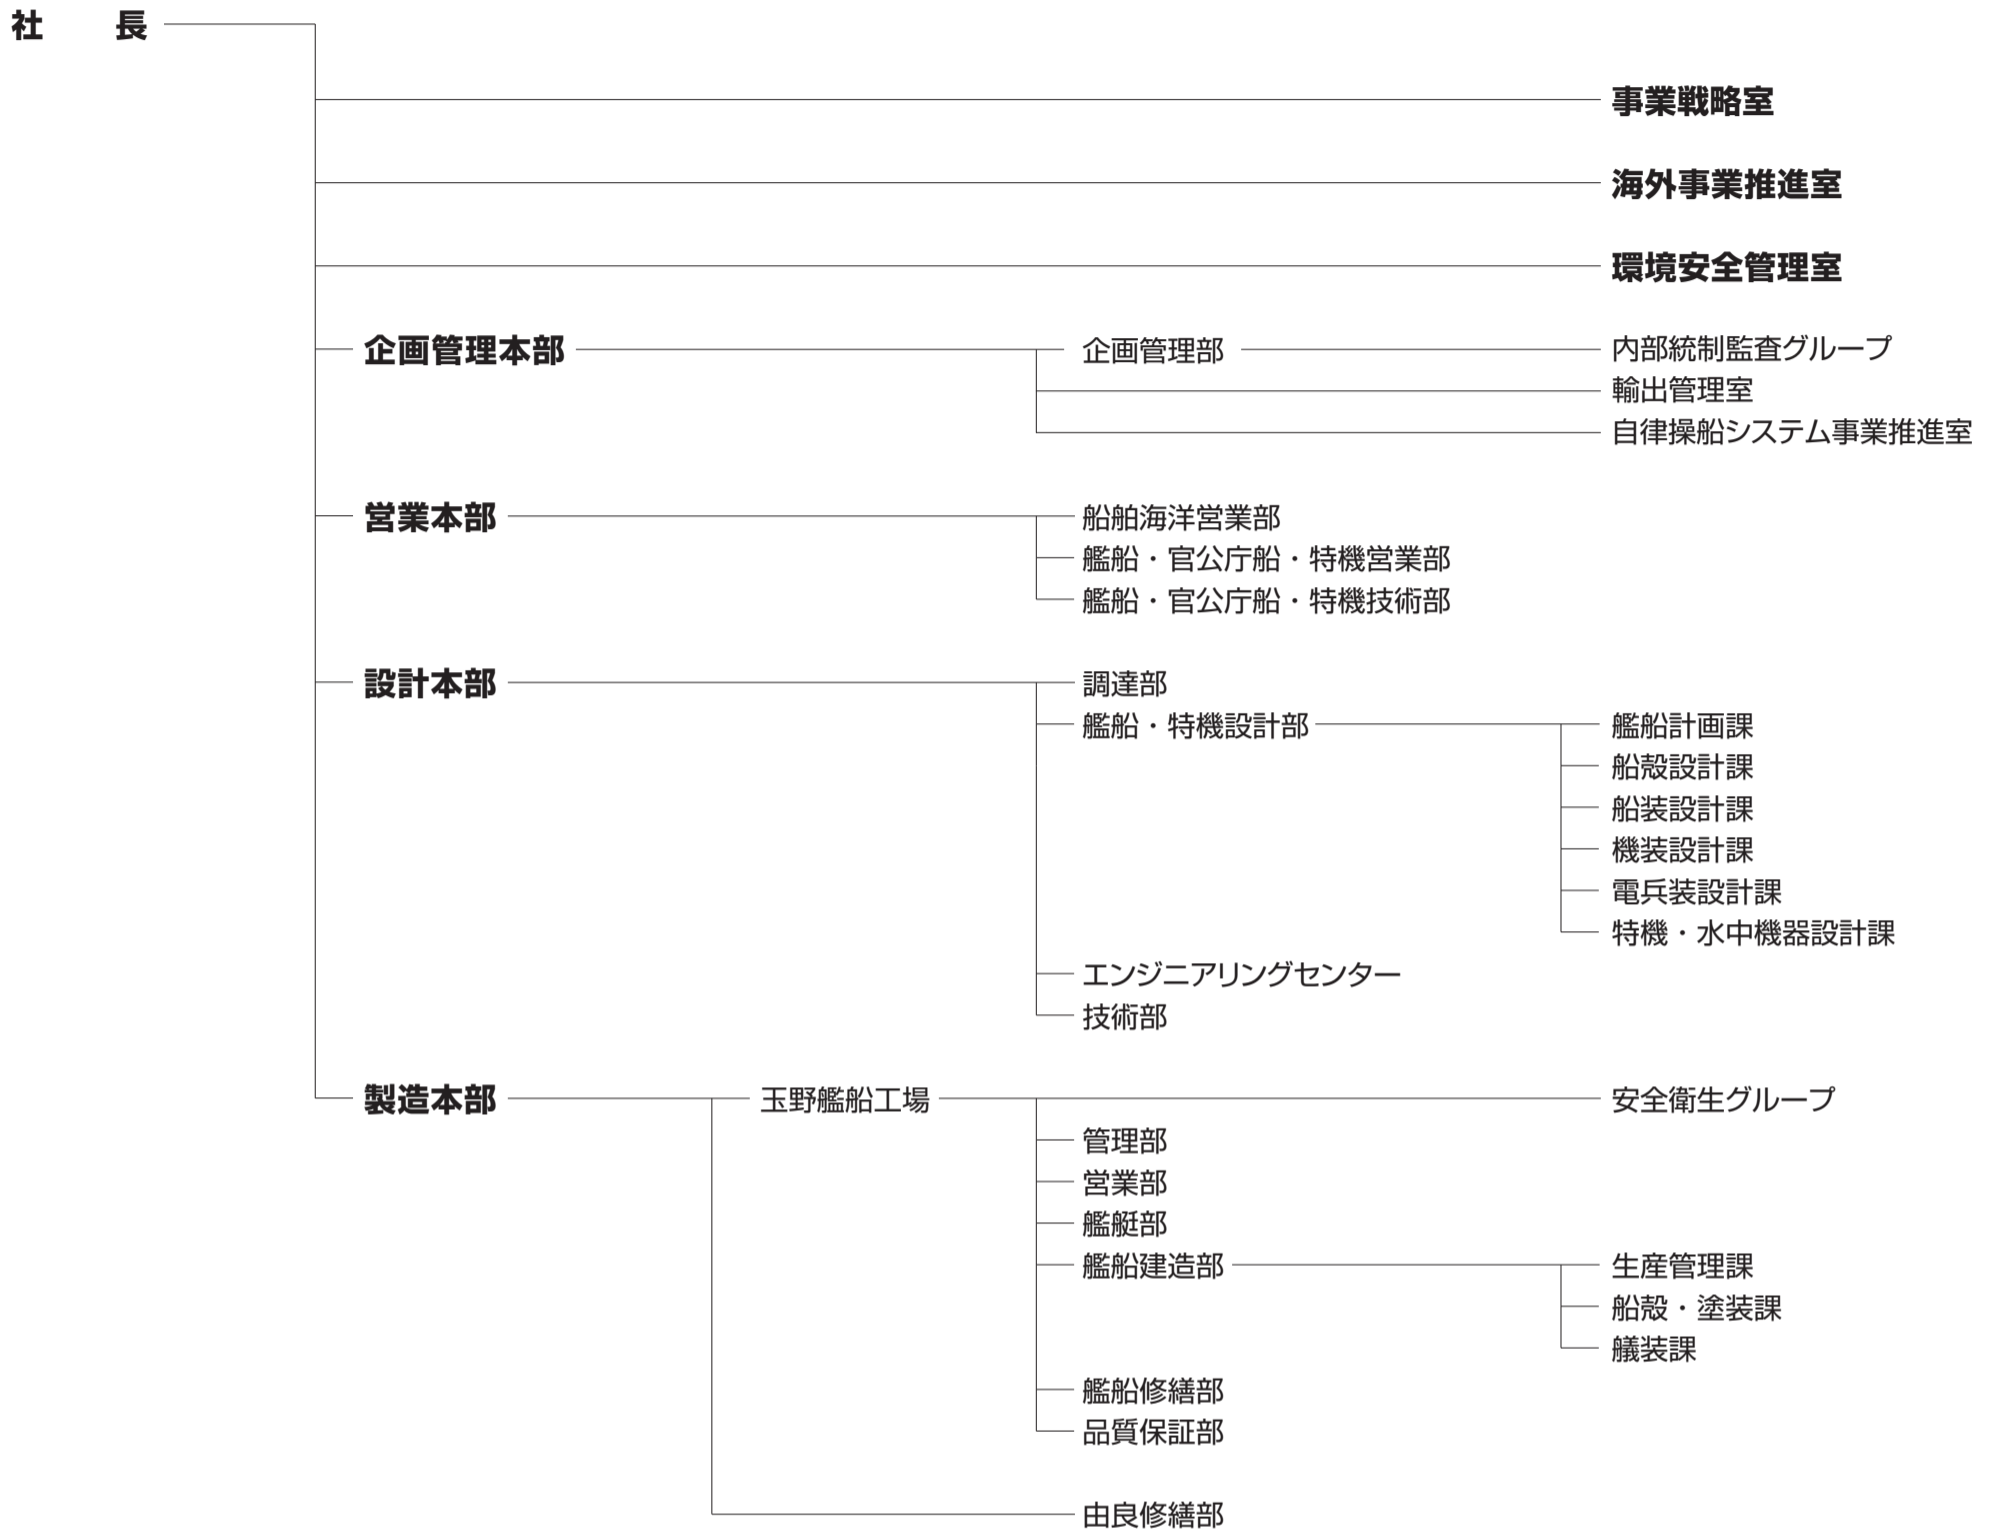 社　長
事業戦略室
海外事業推進室
環境安全管理室
企画管理本部 企画管理部 内部統制監査グループ
輸出管理室
自律操船システム事業推進室
営業本部 船舶海洋営業部
艦船・官公庁船・特機営業部
艦船・官公庁船・特機技術部
設計本部 調達部
艦船・特機設計部 艦船計画課
船殻設計課
船装設計課
機装設計課
電兵装設計課
特機・水中機器設計課
エンジニアリングセンター
技術部
製造本部 玉野艦船工場 安全衛生グループ
管理部
営業部
艦艇部
艦船建造部 生産管理課
船殻・塗装課
艤装課
艦船修繕部
品質保証部
由良修繕部